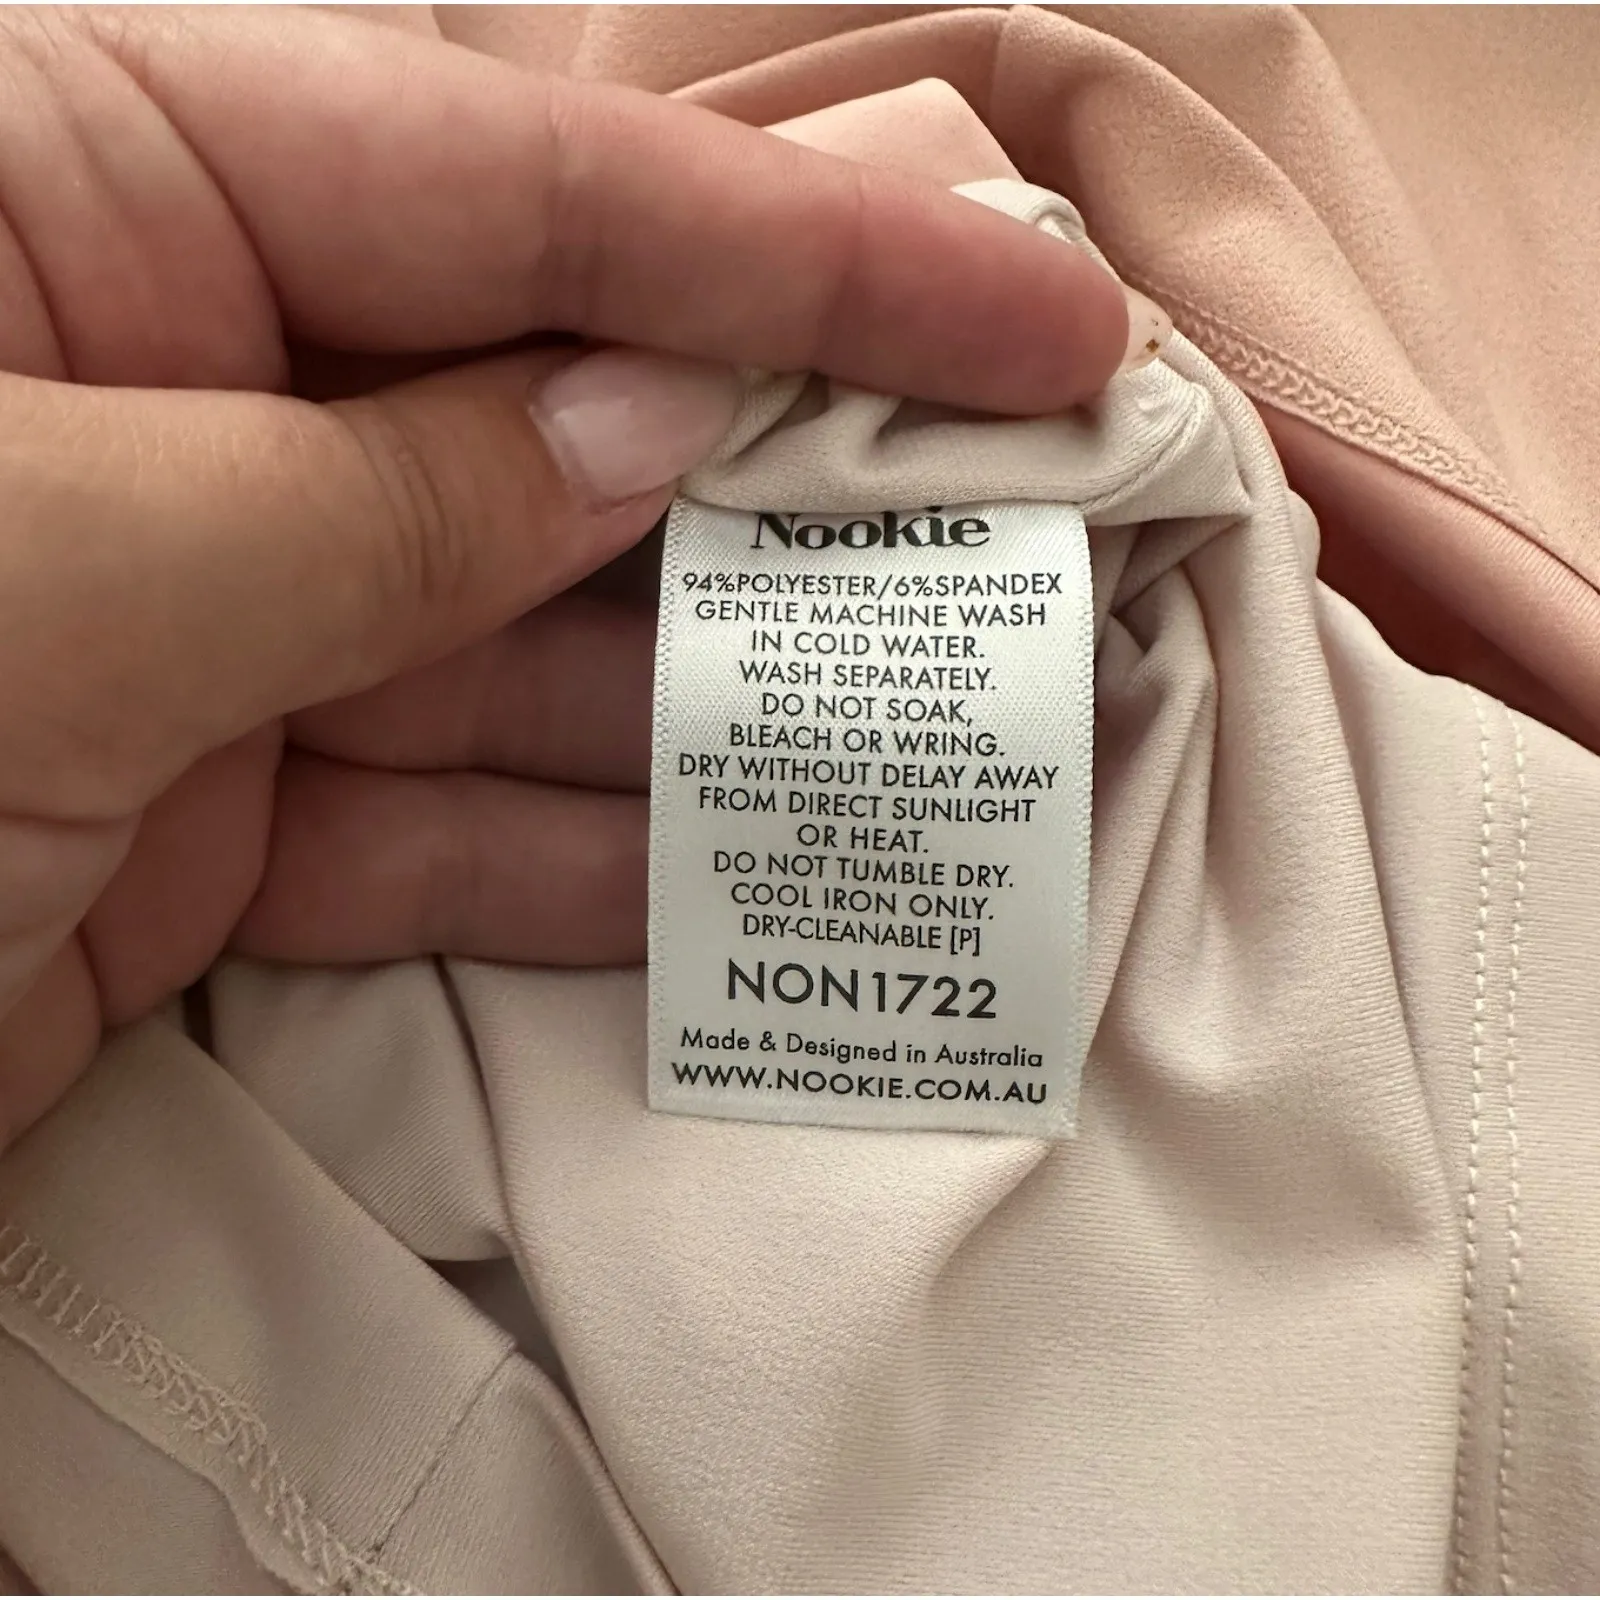 Nookie
94%POLYESTER/6%SPANDEX
GENTLE MACHINE WASH
IN COLD WATER.
WASH SEPARATELY.
DO NOT SOAK,
BLEACH OR WRING.
DRY WITHOUT DELAY AWAY
FROM DIRECT SUNLIGHT
OR HEAT.
DO NOT TUMBLE DRY.
COOL IRON ONLY.
DRY-CLEANABLE [P]
NON1722
Made & Designed in Australia
WWW.NOOKIE.COM.AU